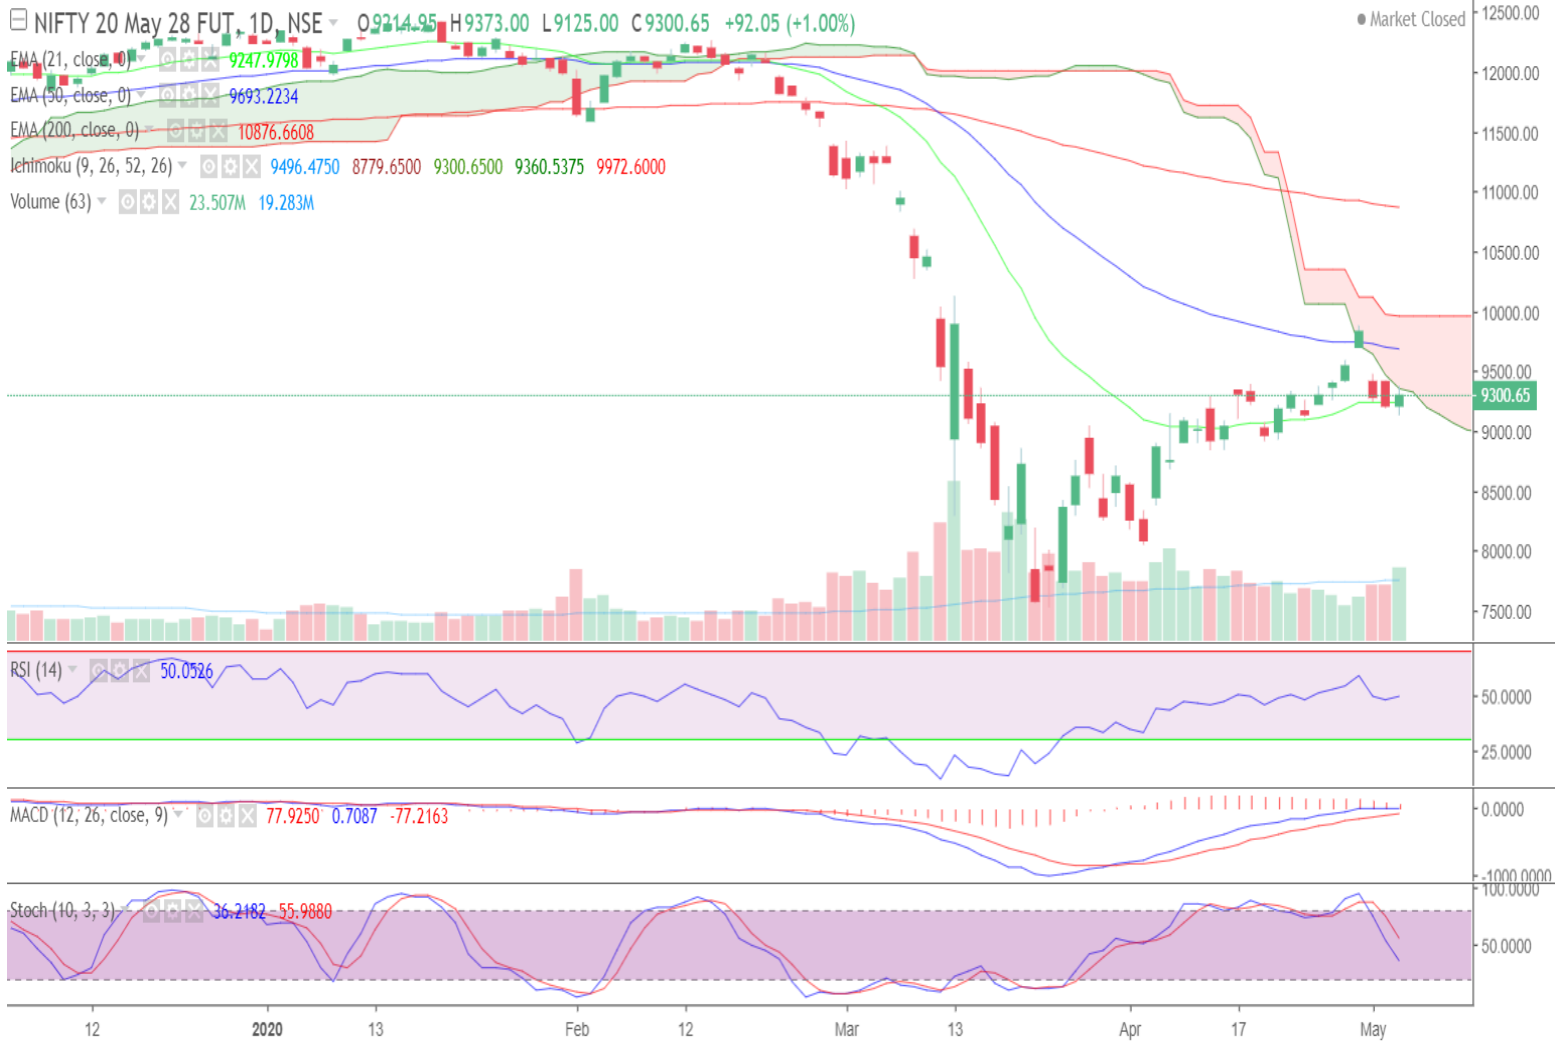 NIFTY 20 May 28 FUT, 1D, NSE O9214.95 H9373.00 L9125.00 C9300.65 +92.05 (+1.00%)
Market Closed
EMA (21, close, 0) 9247.9798
EMA (50, close, 0) 9693.2234
EMA (200, close, 0) 10876.6608
Ichimoku (9, 26, 52, 26) 9496.4750 8779.6500 9300.6500 9360.5375 9972.6000
Volume (63) 23.507M 19.283M
12500.00
12000.00
11500.00
11000.00
10500.00
10000.00
9500.00
9300.65
9000.00
8500.00
8000.00
7500.00
RSI (14) 50.0526
50.0000
25.0000
MACD (12, 26, close, 9) 77.9250 0.7087 -77.2163
0.0000
-1000.0000
Stoch (10, 3, 3) 36.2182 55.9880
100.0000
50.0000
12 2020 13 Feb 12 Mar 13 Apr 17 May